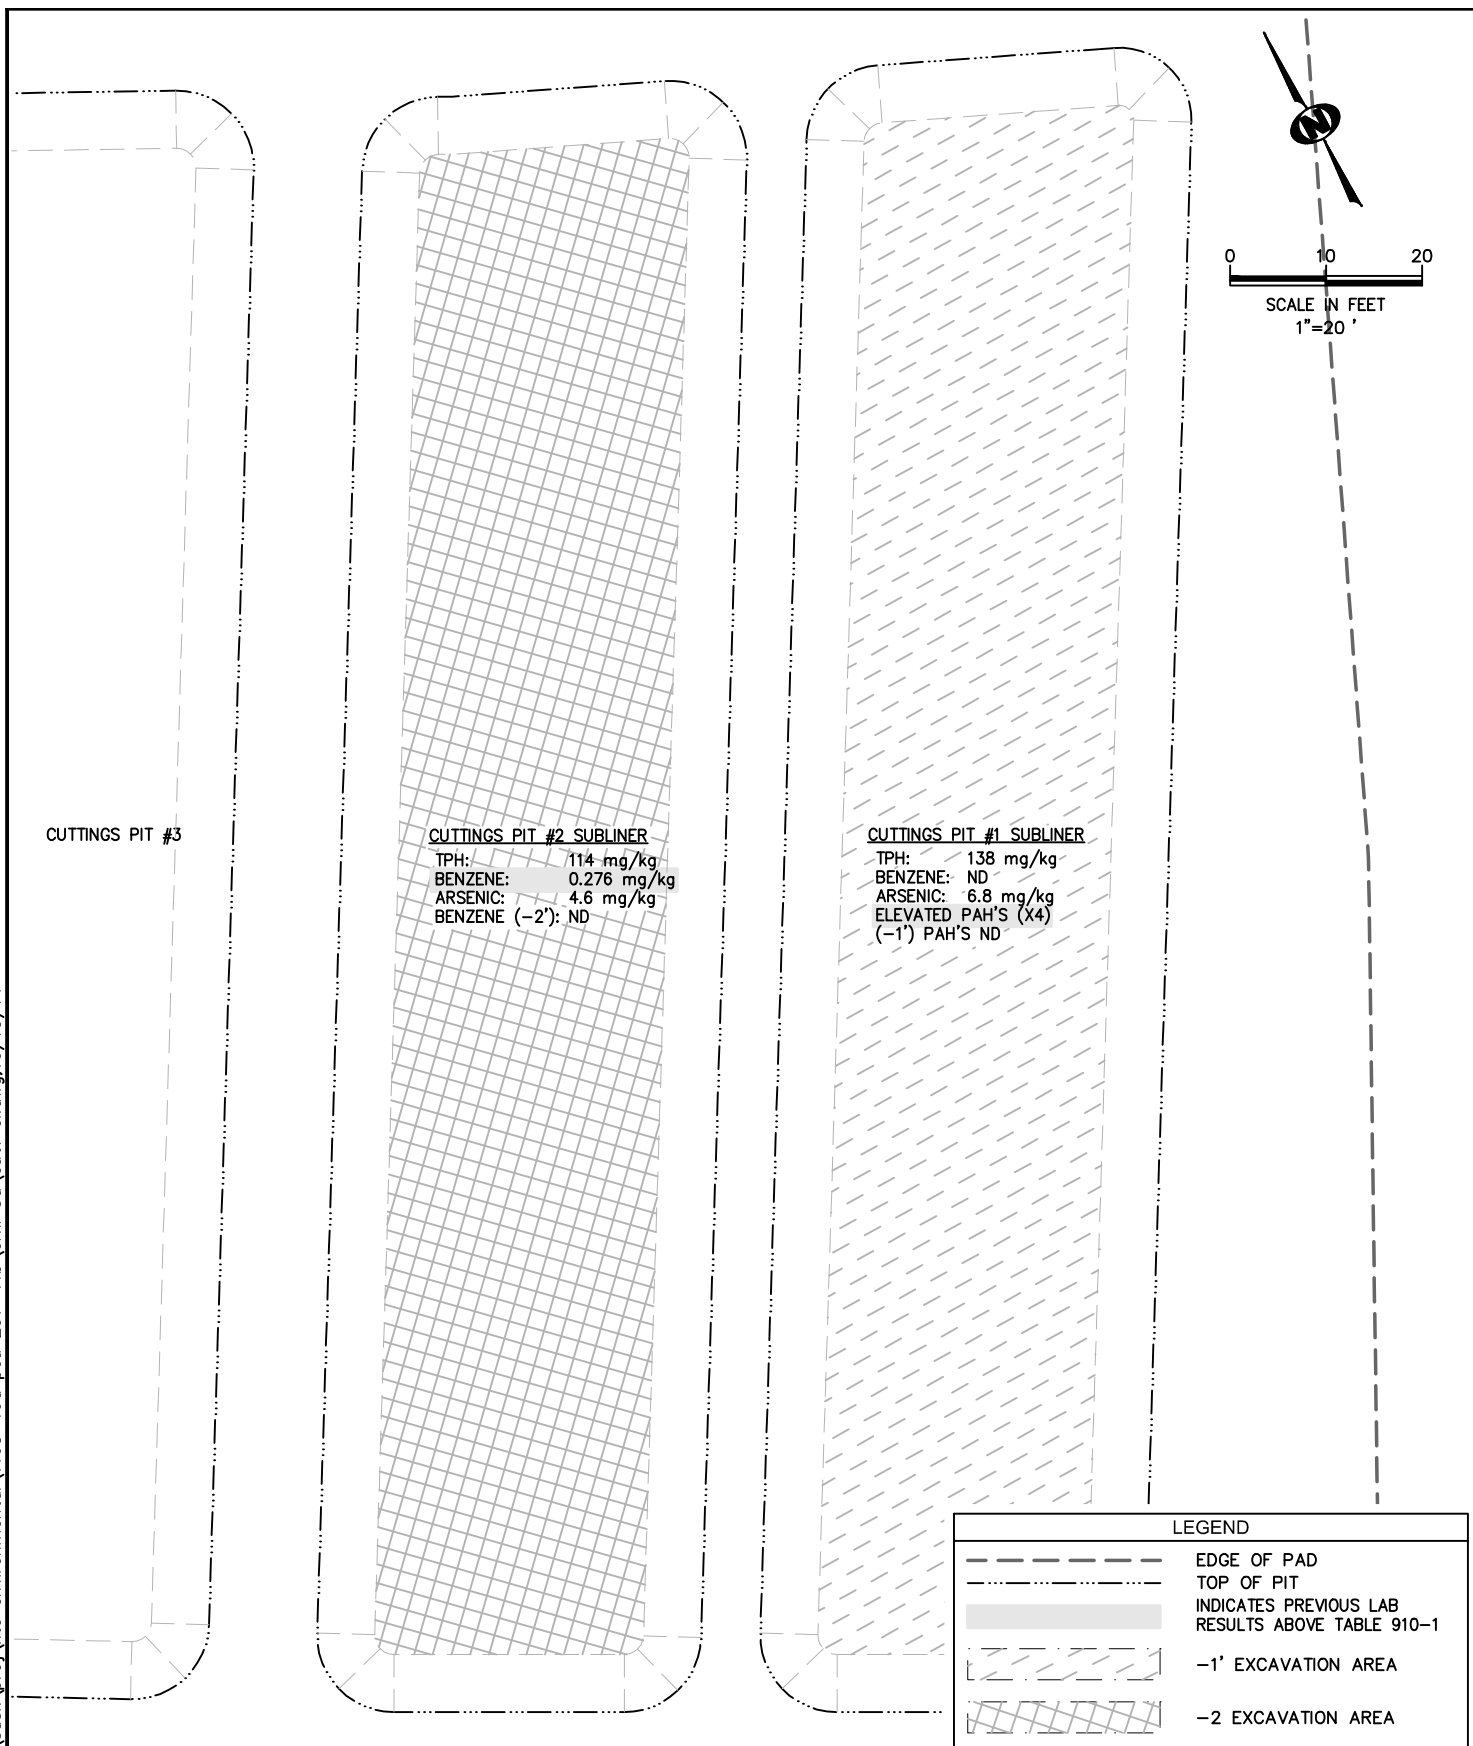 N
0 10 20
SCALE IN FEET
1"=20 '
CUTTINGS PIT #3
CUTTINGS PIT #2 SUBLINER
TPH: 114 mg/kg
BENZENE: 0.276 mg/kg
ARSENIC: 4.6 mg/kg
BENZENE (-2'): ND
CUTTINGS PIT #1 SUBLINER
TPH: 138 mg/kg
BENZENE: ND
ARSENIC: 6.8 mg/kg
ELEVATED PAH'S (X4)
(-1') PAH'S ND
LEGEND
EDGE OF PAD
TOP OF PIT
INDICATES PREVIOUS LAB
RESULTS ABOVE TABLE 910-1
-1' EXCAVATION AREA
-2 EXCAVATION AREA